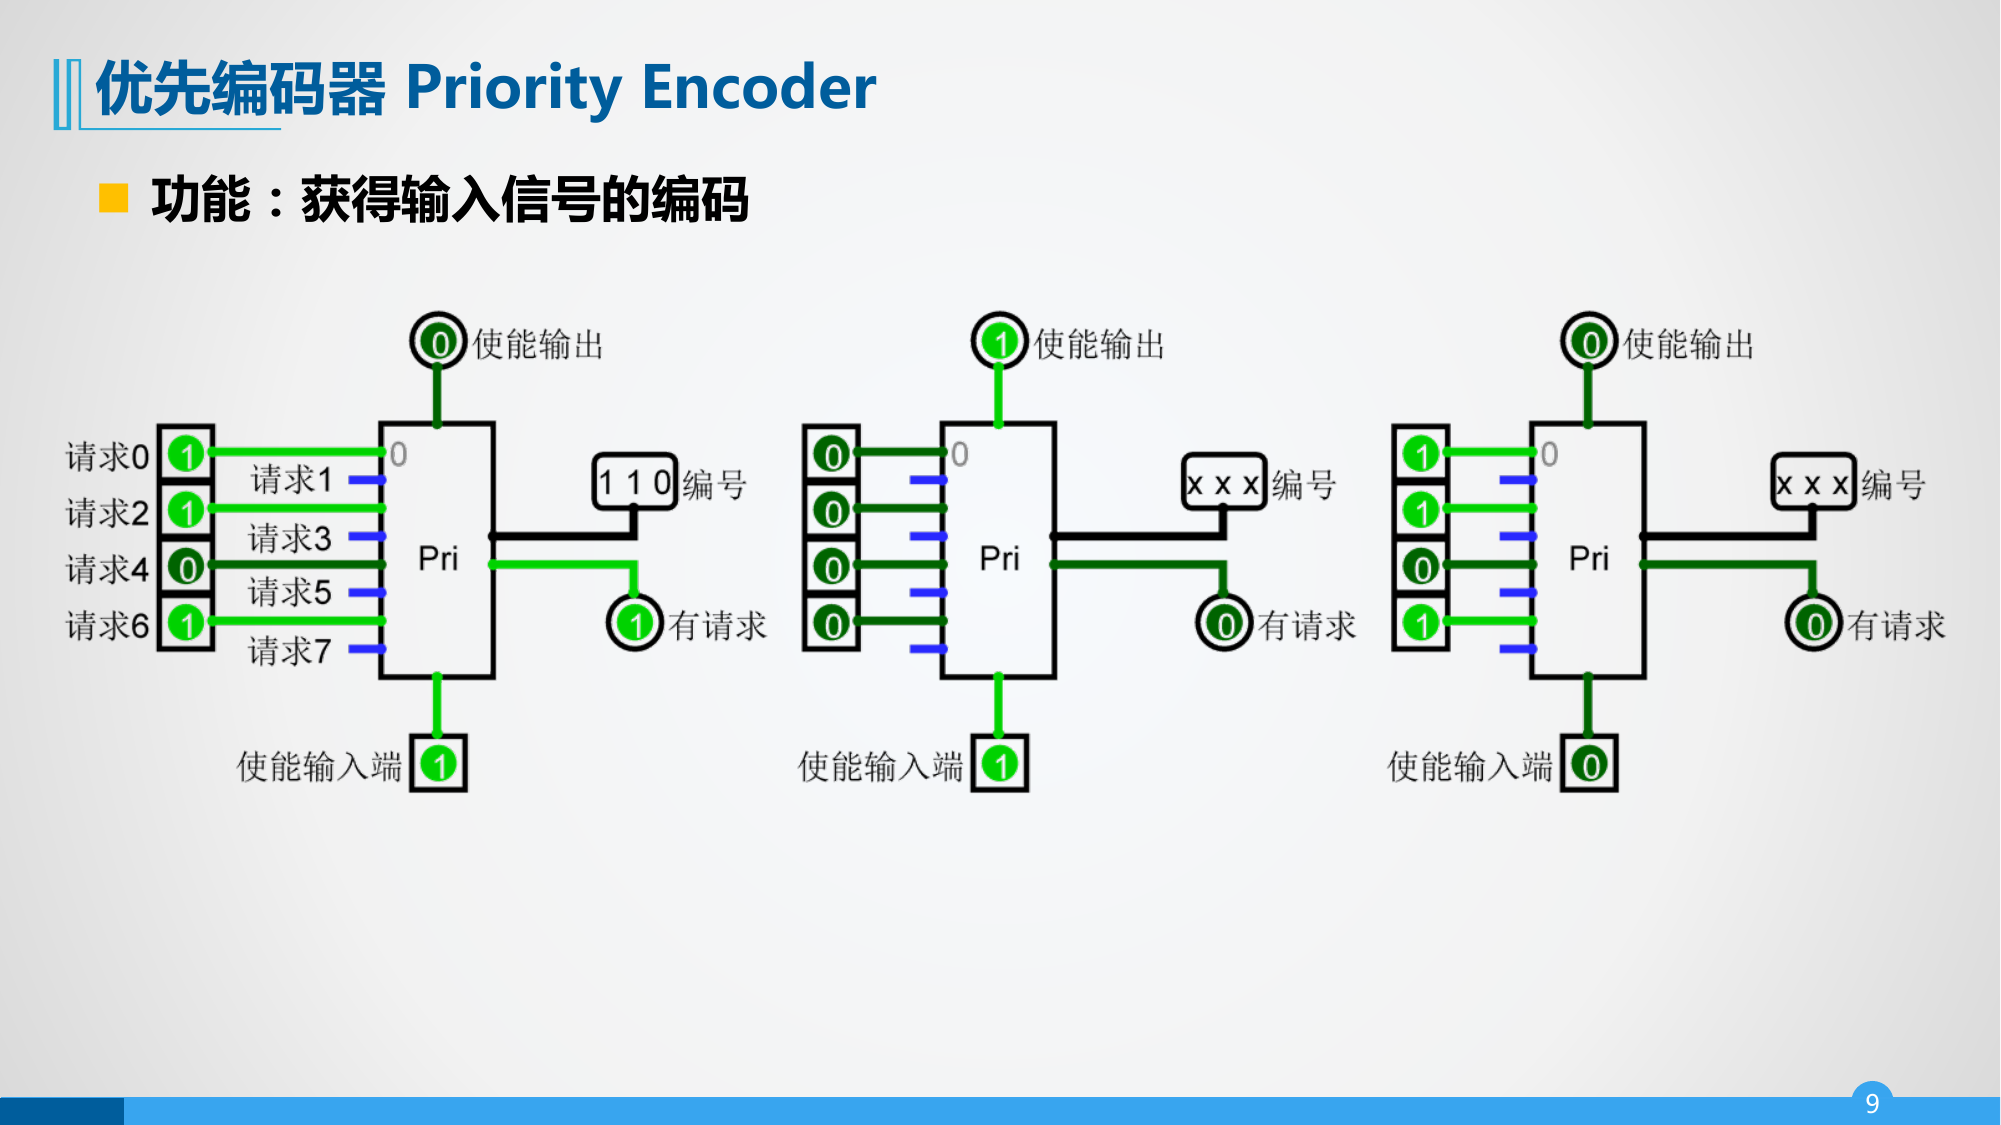 优先编码器 Priority Encoder
功能：获得输入信号的编码
0 使能输出
请求0 1 0
请求1
请求2 1
请求3
请求4 0
请求5
请求6 1
请求7
Pri
1 1 0 编号
1 有请求
使能输入端 1
1 使能输出
0 0
0
0
0
Pri
x x x 编号
0 有请求
使能输入端 1
0 使能输出
1 0
1
0
1
Pri
x x x 编号
0 有请求
使能输入端 0
9